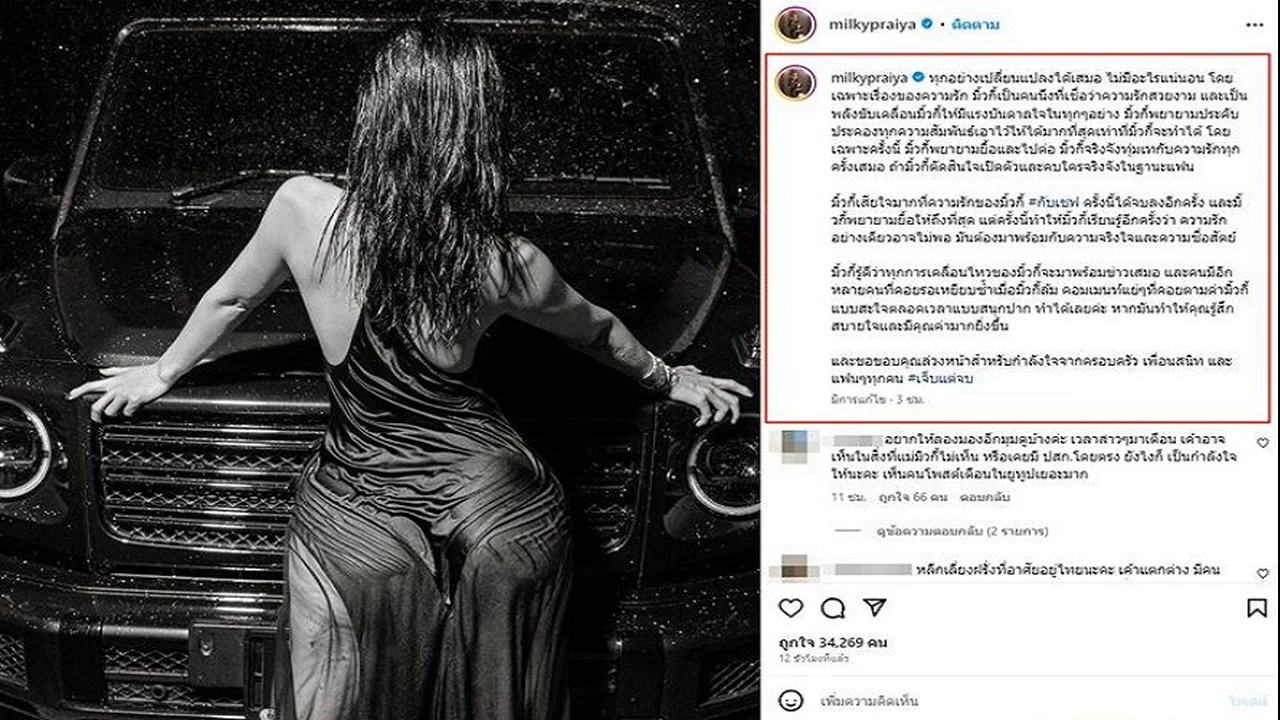 milkypraiya • ติดตาม
milkypraiya ทุกอย่างเปลี่ยนแปลงได้เสมอ ไม่มีอะไรแน่นอน โดย
เฉพาะเรื่องของความรัก มิ้วกี้เป็นคนนึงที่เชื่อว่าความรักสวยงาม และเป็น
พลังขับเคลื่อนมิ้วกี้ให้มีแรงบันดาลใจในทุกๆอย่าง มิ้วกี้พยายามประคับ
ประคองทุกความสัมพันธ์เอาไว้ให้ได้มากที่สุดเท่าที่มิ้วกี้จะทำได้ โดย
เฉพาะครั้งนี้ มิ้วกี้พยายามยื้อและไปต่อ มิ้วกี้จริงจังทุ่มเทกับความรักทุก
ครั้งเสมอ ถ้ามิ้วกี้ตัดสินใจเปิดตัวและคบใครจริงจังในฐานะแฟน
มิ้วกี้เสียใจมากที่ความรักของมิ้วกี้ #กับเชฟ ครั้งนี้ได้จบลงอีกครั้ง และมิ้
วกี้พยายามยื้อให้ถึงที่สุด แต่ครั้งนี้ทำให้มิ้วกี้เรียนรู้อีกครั้งว่า ความรัก
อย่างเดียวอาจไม่พอ มันต้องมาพร้อมกับความจริงใจและความซื่อสัตย์
มิ้วกี้รู้ดีว่าทุกการเคลื่อนไหวของมิ้วกี้จะมาพร้อมข่าวเสมอ และคนมีอีก
หลายคนที่คอยรอเหยียบซ้ำเมื่อมิ้วกี้ล้ม คอมเมนท์แย่ๆที่คอยตามด่ามิ้วกี้
แบบสะใจตลอดเวลาแบบสนุกปาก ทำได้เลยค่ะ หากมันทำให้คุณรู้สึก
สบายใจและมีคุณค่ามากยิ่งขึ้น
และขอขอบคุณล่วงหน้าสำหรับกำลังใจจากครอบครัว เพื่อนสนิท และ
แฟนๆทุกคน #เจ็บแต่จบ
มีการแก้ไข · 3 ชม.
อยากให้ลองมองอีกมุมดูบ้างค่ะ เวลาสาวๆมาเตือน เค้าอาจ
เห็นในสิ่งที่แม่มิวกี้ไม่เห็น หรือเคยมี ปสก.โดยตรง ยังไงก็ เป็นกำลังใจ
ให้นะคะ เห็นคนโพสต์เตือนในยูทูปเยอะมาก
11 ชม. ถูกใจ 66 คน ตอบกลับ
ดูข้อความตอบกลับ (2 รายการ)
หลีกเลี่ยงฝรั่งที่อาศัยอยู่ไทยนะคะ เค้าแตกต่าง มีคน
ถูกใจ 34,269 คน
12 ชั่วโมงที่แล้ว
เพิ่มความคิดเห็น
โพสต์